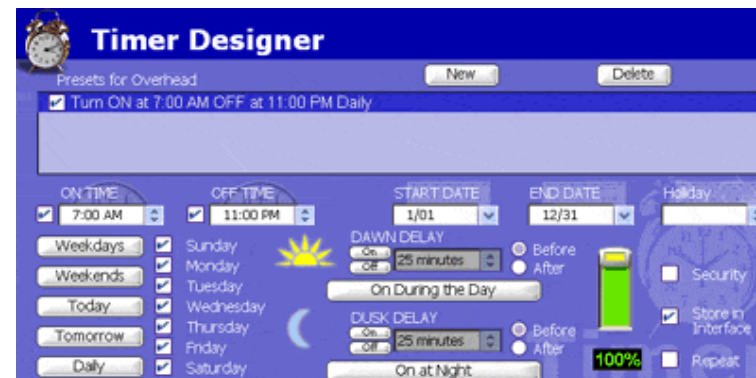 Timer Designer
Presets for Overhead
New
Delete
Turn ON at 7:00 AM OFF at 11:00 PM Daily
ON TIME
OFF TIME
START DATE
END DATE
Holiday
7:00 AM
11:00 PM
1/01
12/31
Weekdays
Weekends
Today
Tomorrow
Daily
Sunday
Monday
Tuesday
Wednesday
Thursday
Friday
Saturday
DAWN DELAY
On
Off
25 minutes
Before
After
On During the Day
DUSK DELAY
On
Off
25 minutes
Before
After
On at Night
100%
Security
Store in
Interface
Repeat